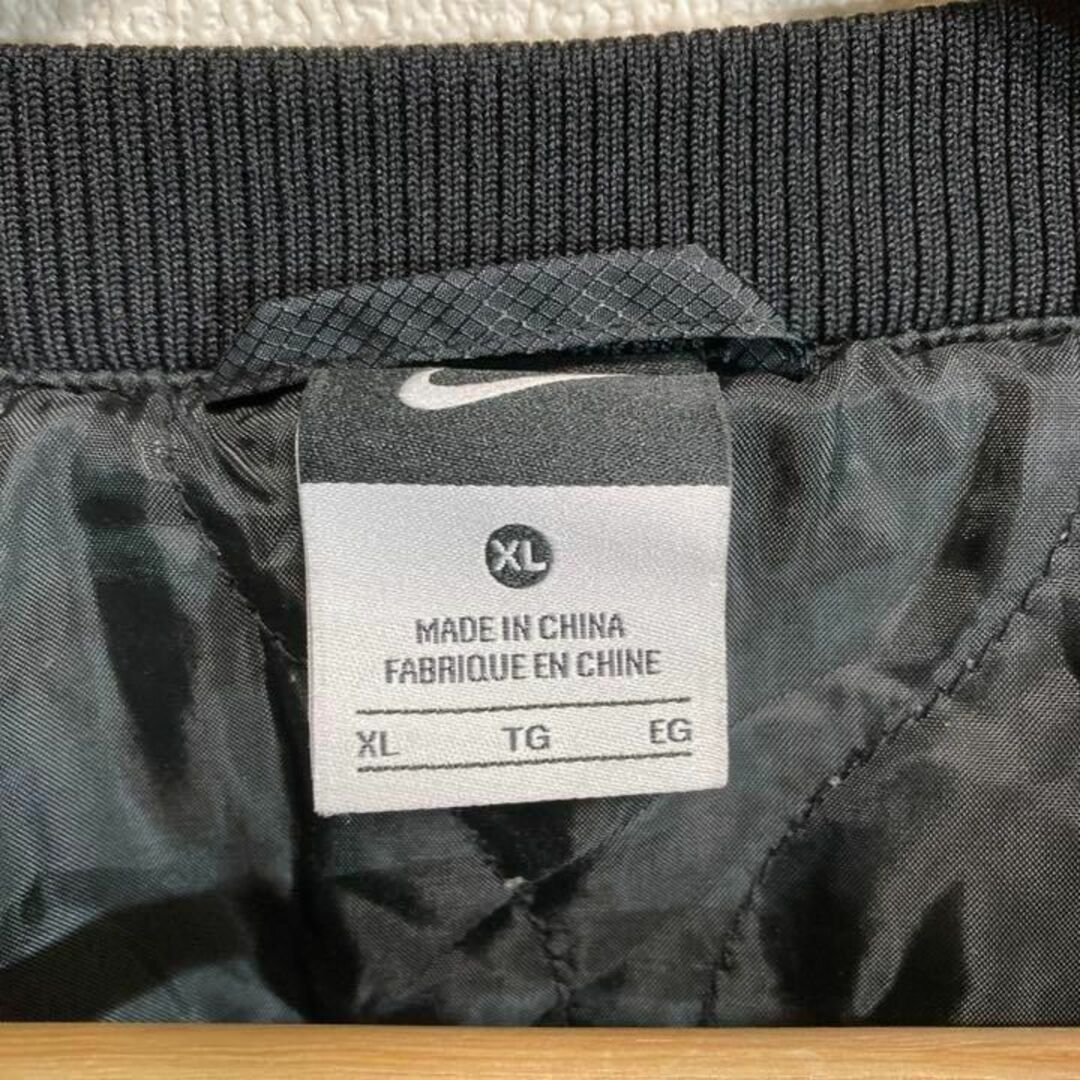 XL
MADE IN CHINA
FABRIQUE EN CHINE
XL TG EG